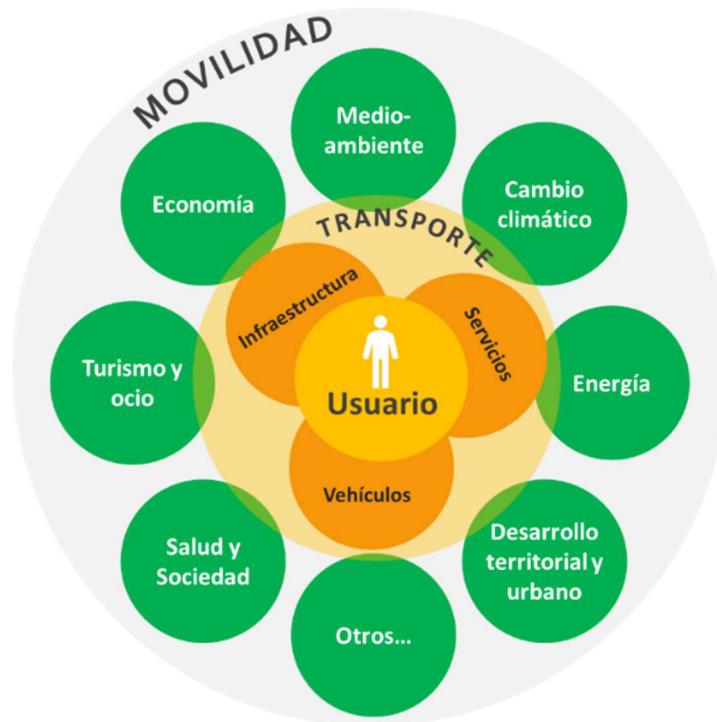 MOVILIDAD
Medio-
ambiente
Economía
Cambio
climático
TRANSPORTE
Infraestructura
Servicios
Turismo y
ocio
Usuario
Energía
Vehículos
Salud y
Sociedad
Desarrollo
territorial y
urbano
Otros...